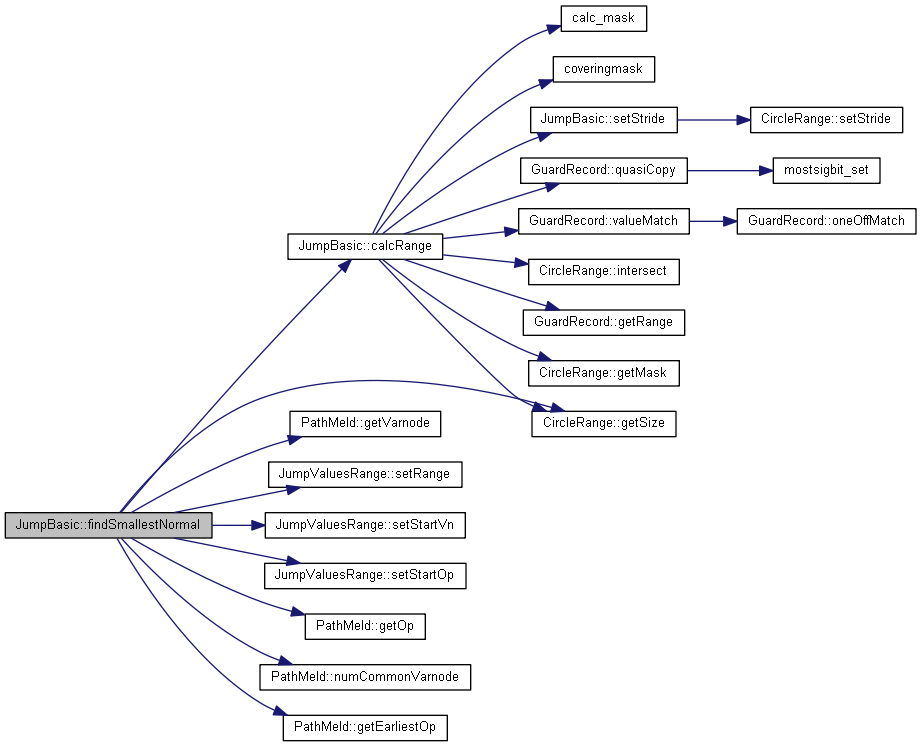 calc_mask
coveringmask
JumpBasic::setStride
CircleRange::setStride
GuardRecord::quasiCopy
mostsigbit_set
GuardRecord::valueMatch
GuardRecord::oneOffMatch
JumpBasic::calcRange
CircleRange::intersect
GuardRecord::getRange
CircleRange::getMask
CircleRange::getSize
PathMeld::getVarnode
JumpValuesRange::setRange
JumpBasic::findSmallestNormal
JumpValuesRange::setStartVn
JumpValuesRange::setStartOp
PathMeld::getOp
PathMeld::numCommonVarnode
PathMeld::getEarliestOp